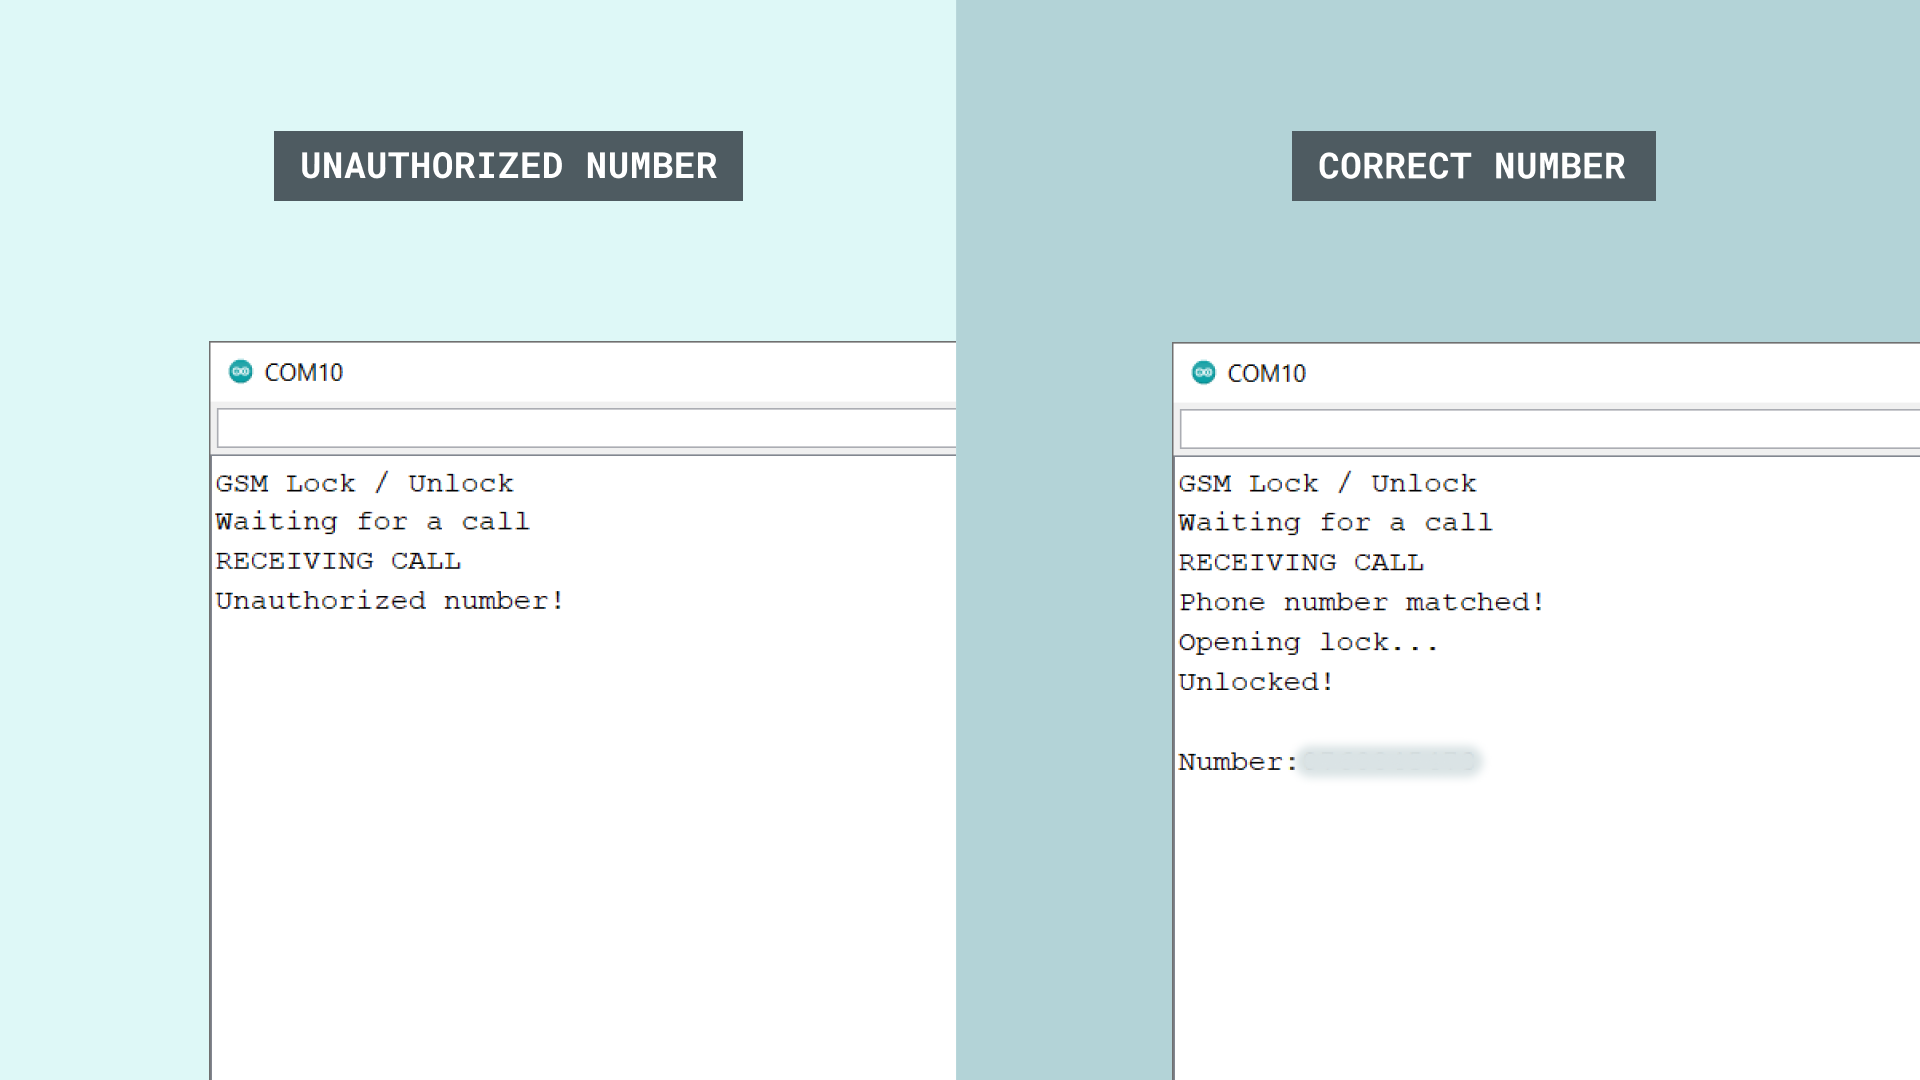 UNAUTHORIZED NUMBER
COM10
GSM Lock / Unlock
Waiting for a call
RECEIVING CALL
Unauthorized number!
CORRECT NUMBER
COM10
GSM Lock / Unlock
Waiting for a call
RECEIVING CALL
Phone number matched!
Opening lock...
Unlocked!
Number: